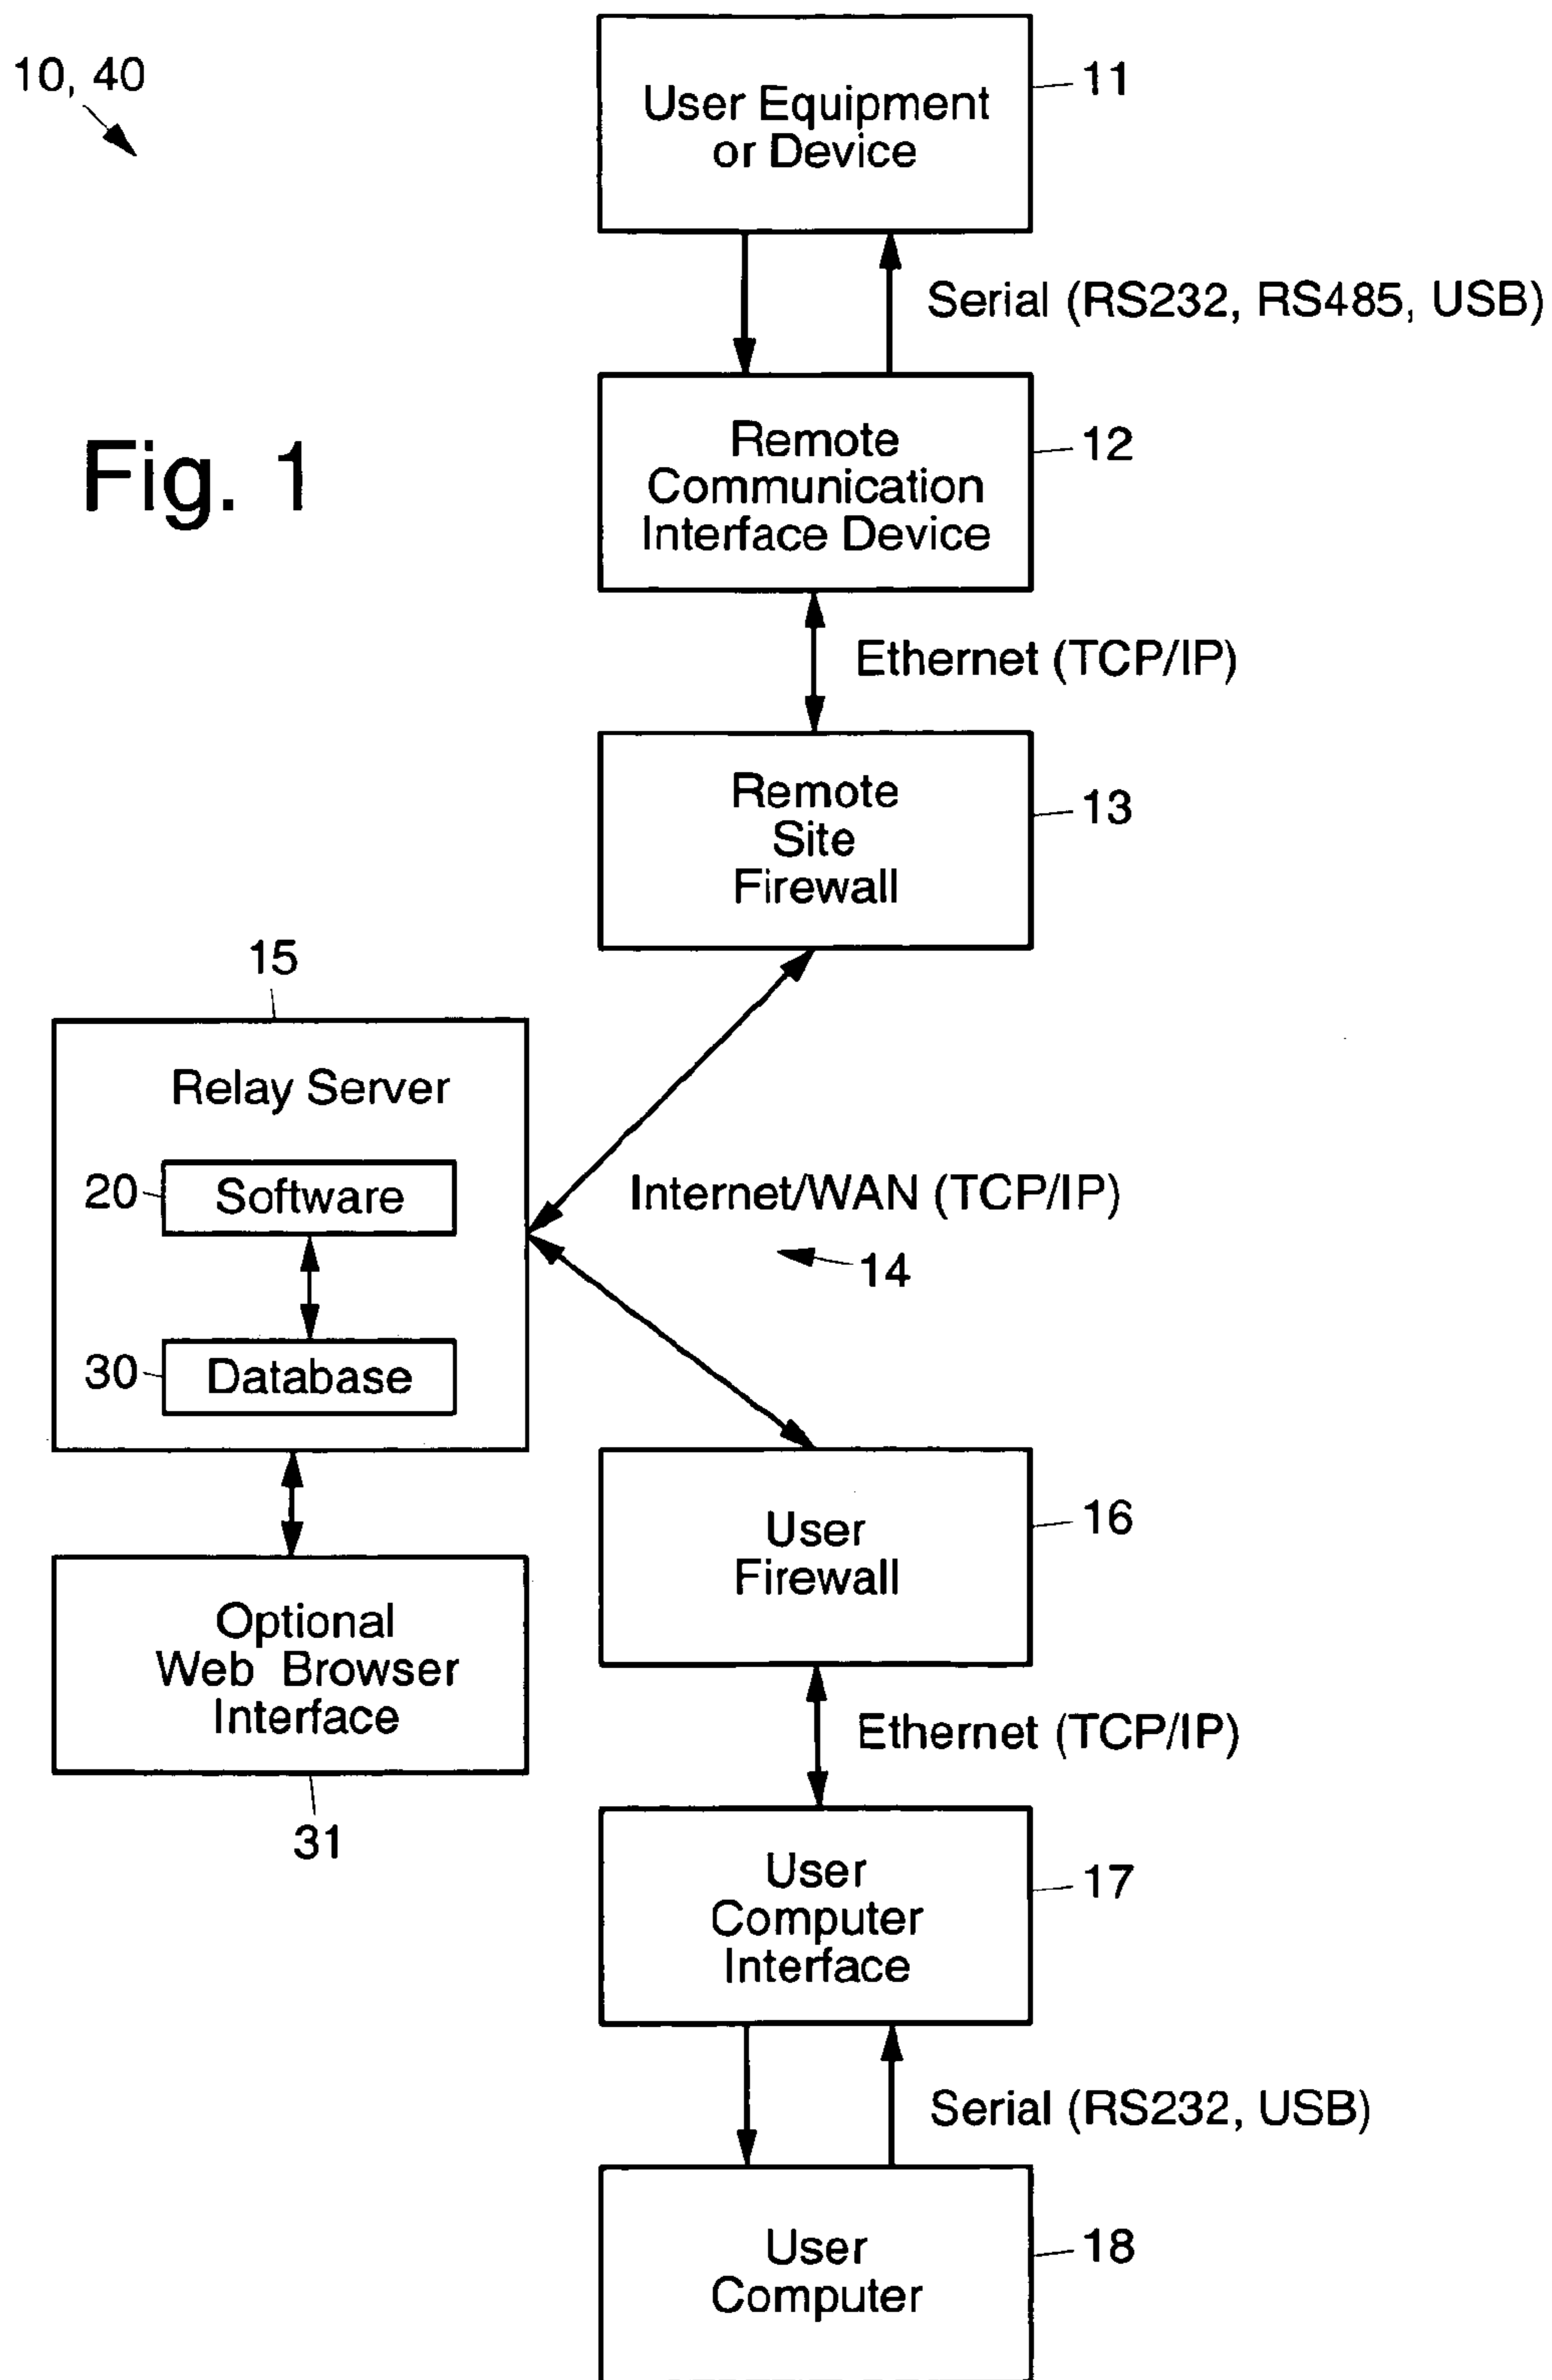 10, 40
11
User Equipment
or Device
Serial (RS232, RS485, USB)
Fig. 1
12
Remote
Communication
Interface Device
Ethernet (TCP/IP)
13
Remote
Site
Firewall
15
Relay Server
20
Software
30
Database
Internet/WAN (TCP/IP)
14
16
User
Firewall
Optional
Web Browser
Interface
31
Ethernet (TCP/IP)
17
User
Computer
Interface
Serial (RS232, USB)
18
User
Computer